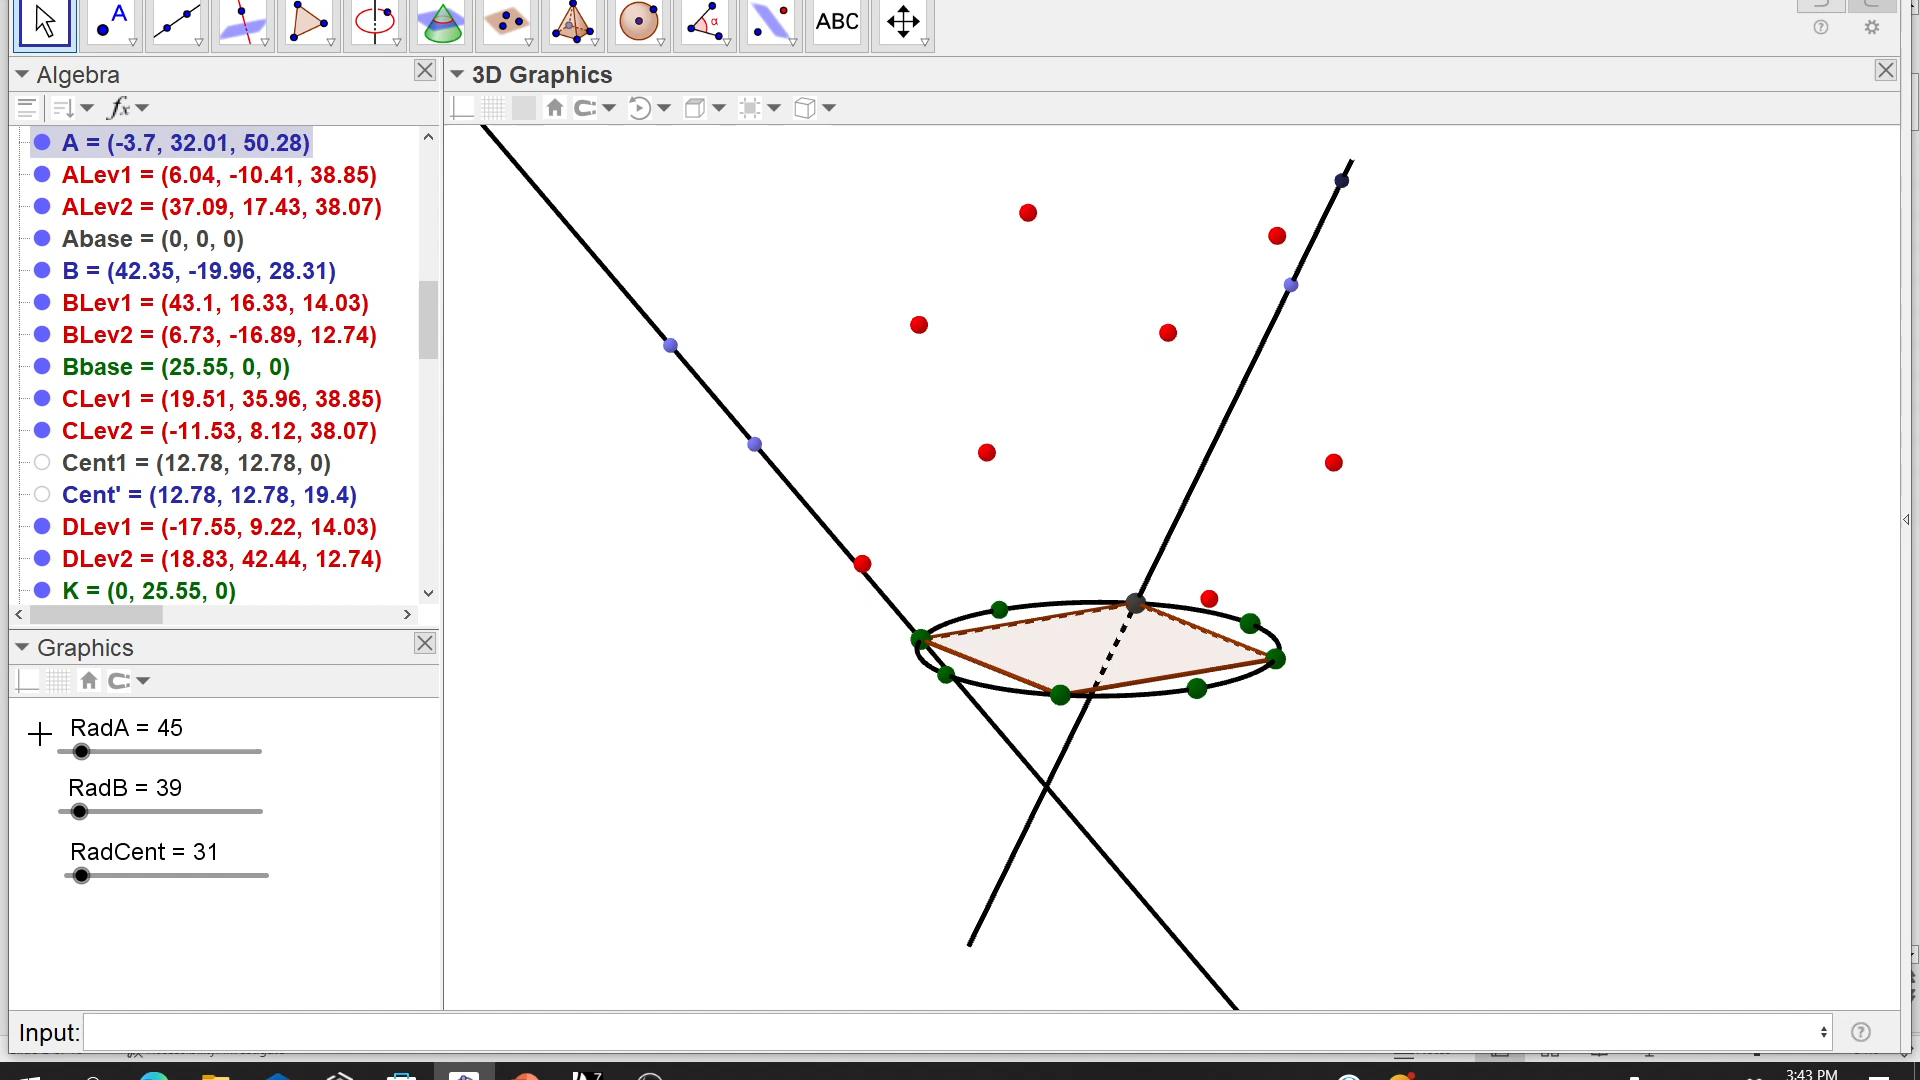 A
α
ABC
Algebra
3D Graphics
fx
A = (-3.7, 32.01, 50.28)
ALev1 = (6.04, -10.41, 38.85)
ALev2 = (37.09, 17.43, 38.07)
Abase = (0, 0, 0)
B = (42.35, -19.96, 28.31)
BLev1 = (43.1, 16.33, 14.03)
BLev2 = (6.73, -16.89, 12.74)
Bbase = (25.55, 0, 0)
CLev1 = (19.51, 35.96, 38.85)
CLev2 = (-11.53, 8.12, 38.07)
Cent1 = (12.78, 12.78, 0)
Cent' = (12.78, 12.78, 19.4)
DLev1 = (-17.55, 9.22, 14.03)
DLev2 = (18.83, 42.44, 12.74)
K = (0, 25.55, 0)
Graphics
RadA = 45
RadB = 39
RadCent = 31
Input:
3:43 PM